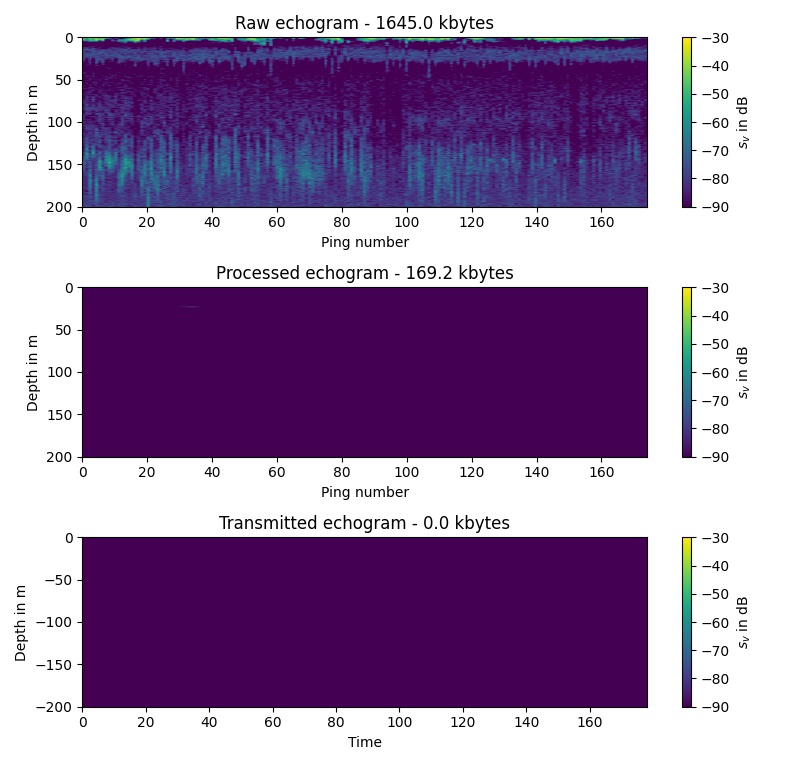 Raw echogram - 1645.0 kbytes
0
50
100
150
200
Depth in m
0 20 40 60 80 100 120 140 160
Ping number
−30
−40
−50
−60
−70
−80
−90
sv in dB
Processed echogram - 169.2 kbytes
0
50
100
150
200
Depth in m
0 20 40 60 80 100 120 140 160
Ping number
−30
−40
−50
−60
−70
−80
−90
sv in dB
Transmitted echogram - 0.0 kbytes
0
−50
−100
−150
−200
Depth in m
0 20 40 60 80 100 120 140 160
Time
−30
−40
−50
−60
−70
−80
−90
sv in dB